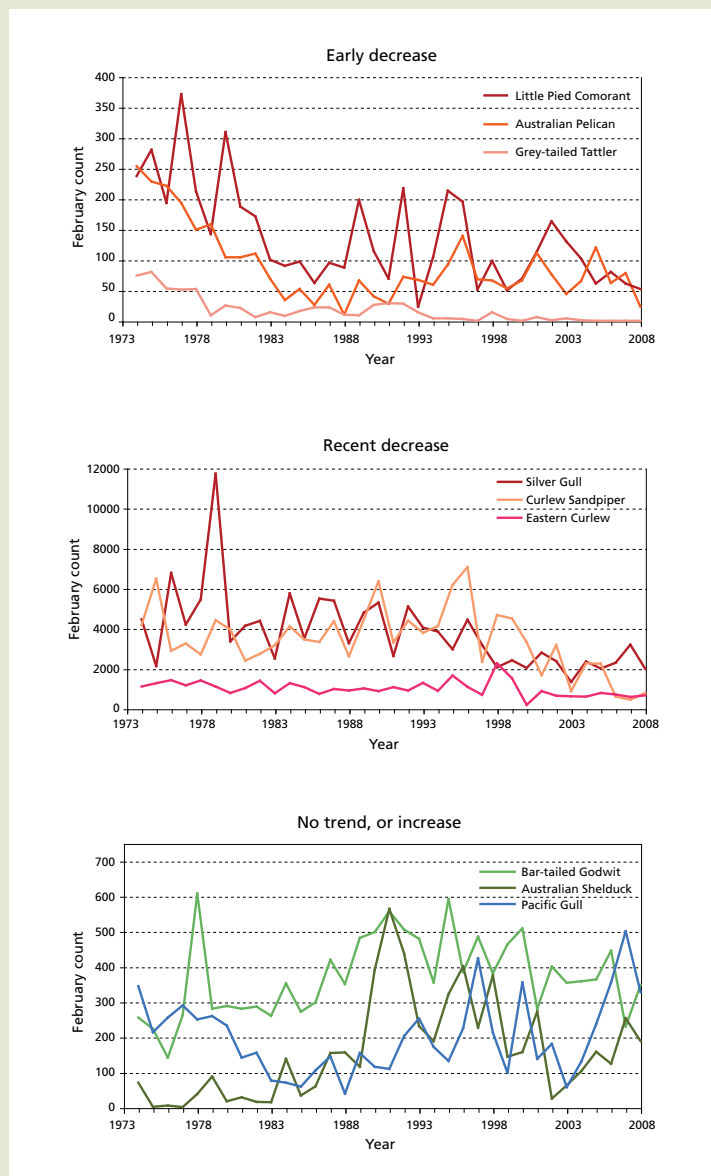 Early decrease
400
350
300
250
200
150
100
50
0
February count
Little Pied Comorant
Australian Pelican
Grey-tailed Tattler
1973 1978 1983 1988 1993 1998 2003 2008
Year
Recent decrease
12000
10000
8000
6000
4000
2000
0
February count
Silver Gull
Curlew Sandpiper
Eastern Curlew
1973 1978 1983 1988 1993 1998 2003 2008
Year
No trend, or increase
700
600
500
400
300
200
100
0
February count
Bar-tailed Godwit
Australian Shelduck
Pacific Gull
1973 1978 1983 1988 1993 1998 2003 2008
Year